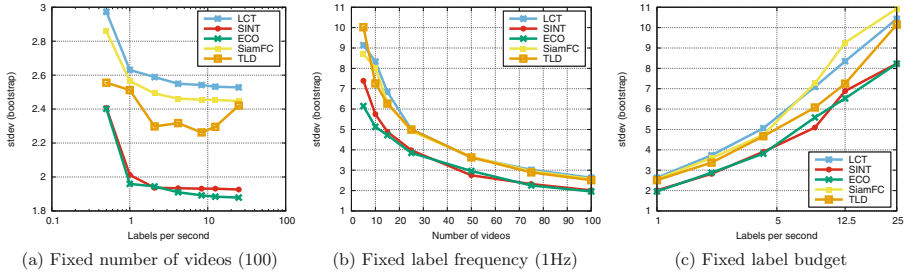 stdev (bootstrap)
3
2.8
2.6
2.4
2.2
2
1.8
0.1
1
10
100
Labels per second
LCT
SINT
ECO
SiamFC
TLD
(a) Fixed number of videos (100)
stdev (bootstrap)
11
10
9
8
7
6
5
4
3
2
1
0
10
20
30
40
50
60
70
80
90
100
Number of videos
LCT
SINT
ECO
SiamFC
TLD
(b) Fixed label frequency (1Hz)
stdev (bootstrap)
11
10
9
8
7
6
5
4
3
2
1
1
5
12.5
25
Labels per second
LCT
SINT
ECO
SiamFC
TLD
(c) Fixed label budget